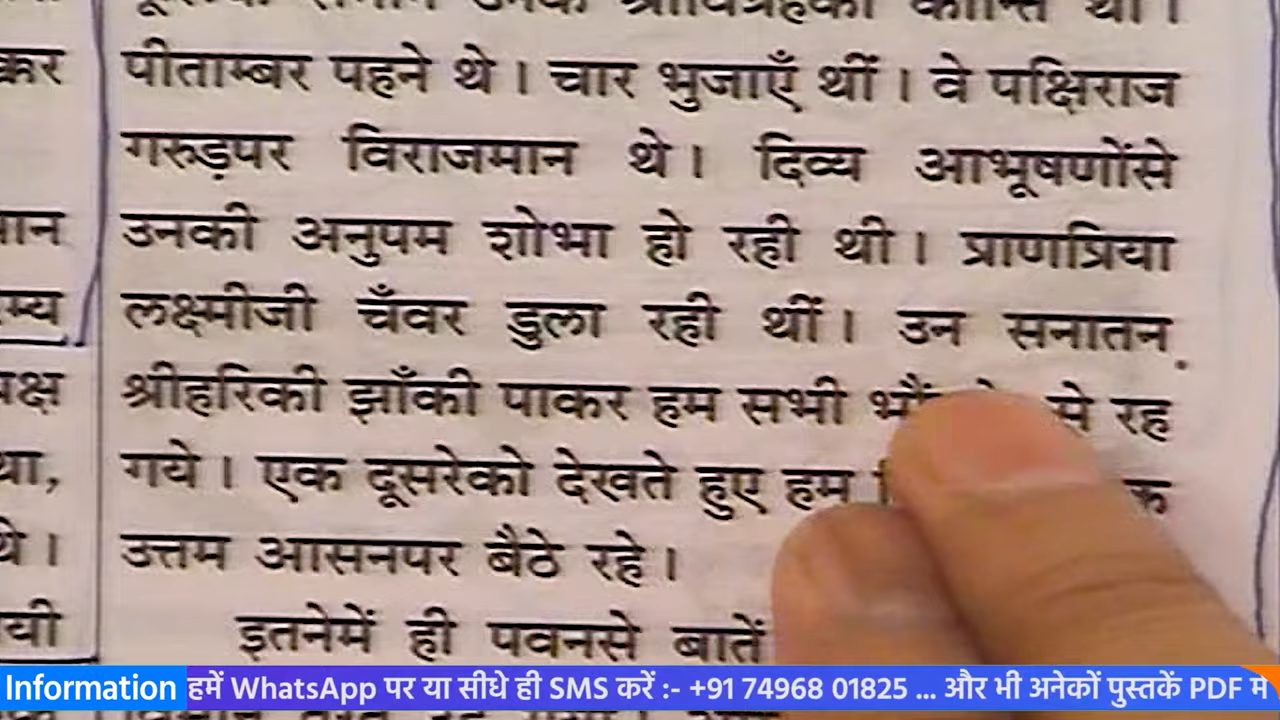 पीताम्बर पहने थे । चार भुजाएँ थीं । वे पक्षिराज
गरुड़पर विराजमान थे । दिव्य आभूषणोंसे
उनकी अनुपम शोभा हो रही थी । प्राणप्रिया
लक्ष्मीजी चँवर डुला रही थीं । उन सनातन
श्रीहरिकी झाँकी पाकर हम सभी से रह
गये । एक दूसरेको देखते हुए हम
उत्तम आसनपर बैठे रहे ।
इतनेमें ही पवनसे बातें
Information हमें WhatsApp पर या सीधे ही SMS करें :- +91 74968 01825 ... और भी अनेकों पुस्तकें PDF म